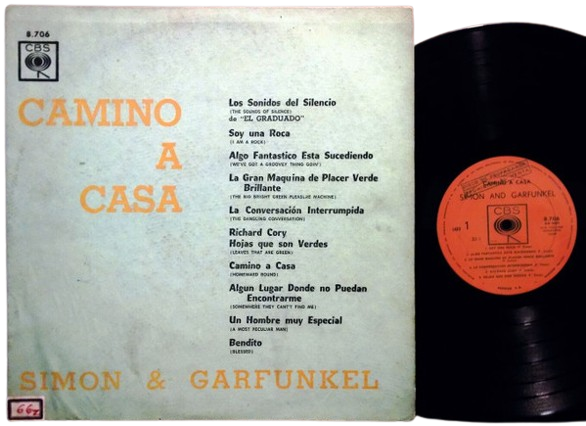 8.706
CBS
CAMINO
A
CASA
Los Sonidos del Silencio
(THE SOUNDS OF SILENCE)
de "EL GRADUADO"
Soy una Roca
(I AM A ROCK)
Algo Fantastico Esta Sucediendo
(WE'VE GOT A GROOVEY THING GOIN')
La Gran Maquina de Placer Verde
Brillante
(THE BIG BRIGHT GREEN PLEASURE MACHINE)
La Conversación Interrumpida
(THE DANGLING CONVERSATION)
Richard Cory
Hojas que son Verdes
(LEAVES THAT ARE GREEN)
Camino a Casa
(HOMEWARD BOUND)
Algun Lugar Donde no Puedan
Encontrarme
(SOMEWHERE THEY CAN'T FIND ME)
Un Hombre muy Especial
(A MOST PECULIAR MAN)
Bendito
(BLESSED)
SIMON & GARFUNKEL
66
CAMINO A CASA
SIMON AND GARFUNKEL
CBS
1
8.706